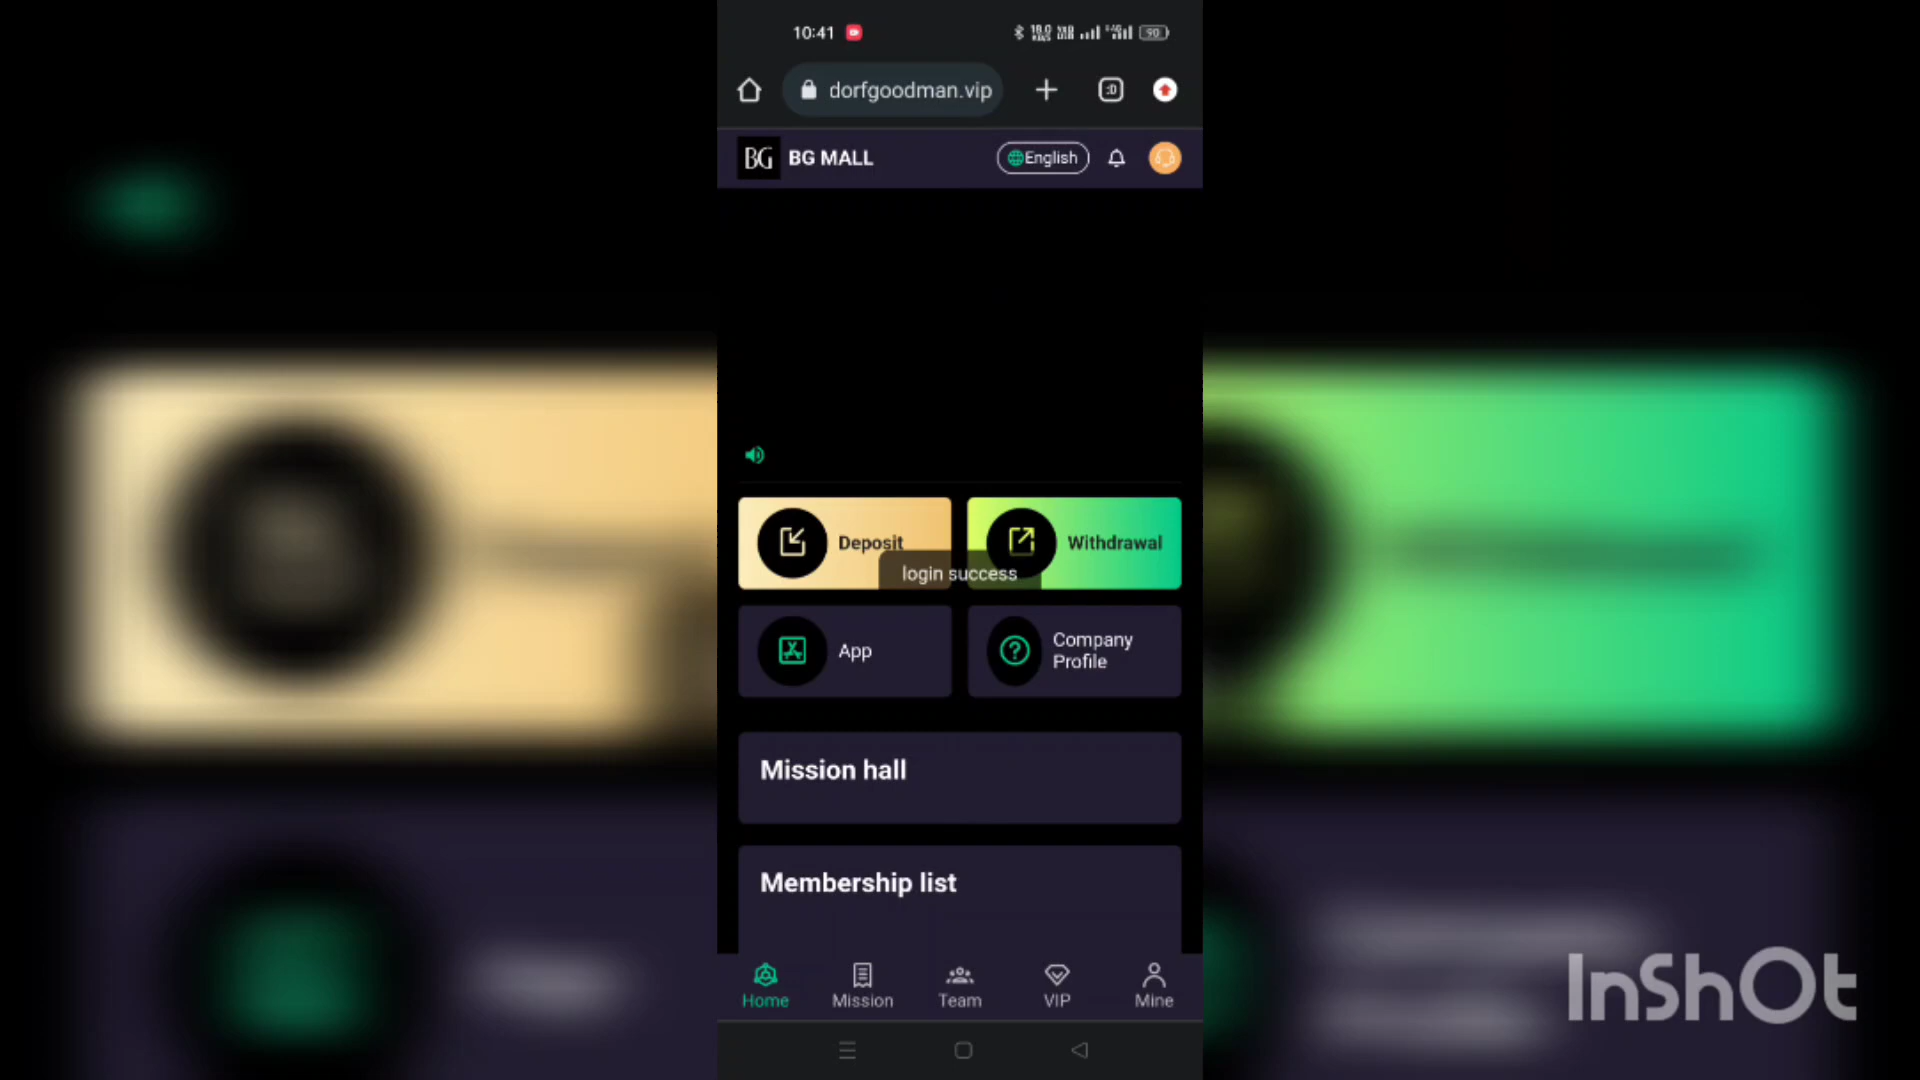 10:41
90
dorfgoodman.vip
:D
BG BG MALL
English
Deposit
Withdrawal
login success
App
Company
Profile
Mission hall
Membership list
Home
Mission
Team
VIP
Mine
InShOt